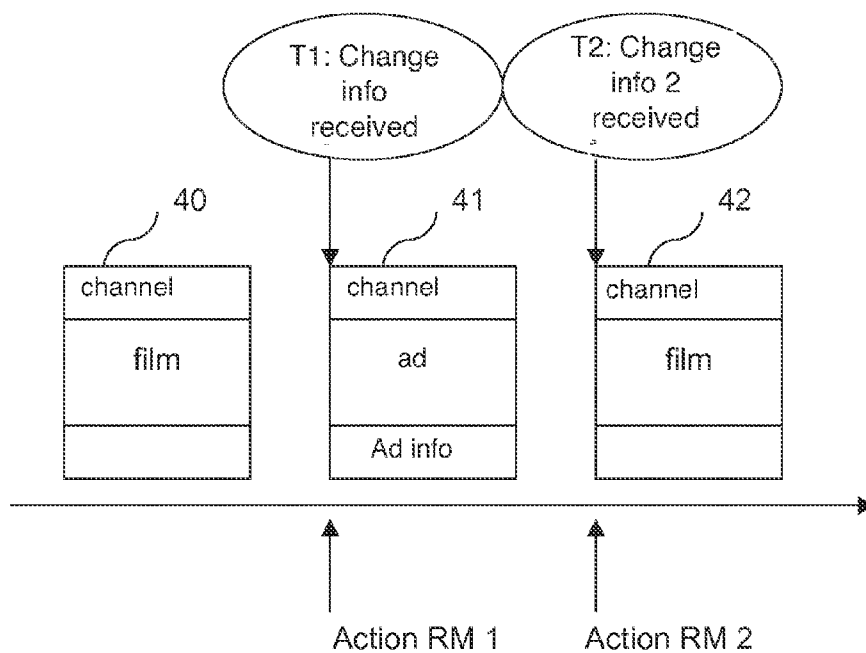 T1: Change
info
received
T2: Change
info 2
received
40
41
42
channel
film
channel
ad
Ad info
channel
film
Action RM 1
Action RM 2